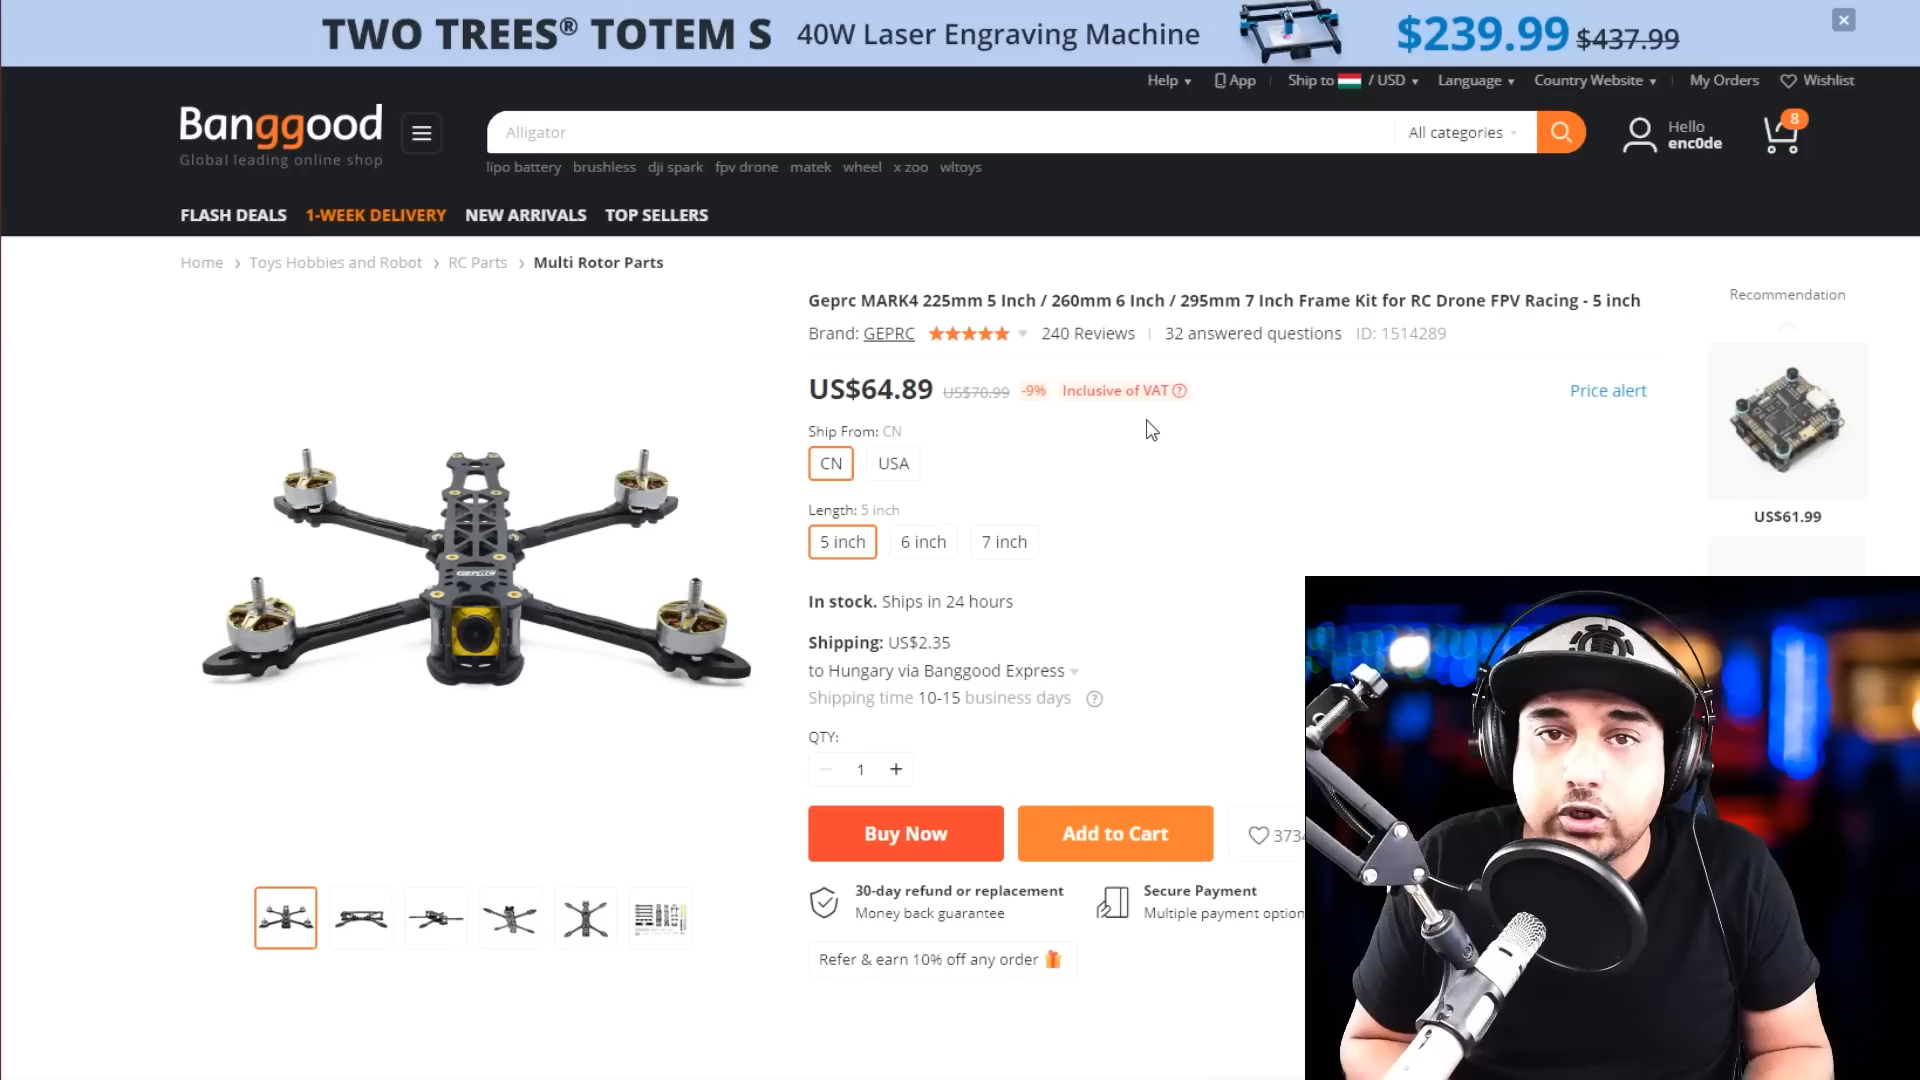 TWO TREES® TOTEM S 40W Laser Engraving Machine $239.99 $437.99
Help App Ship to / USD Language Country Website My Orders Wishlist
Banggood
Global leading online shop
Alligator All categories
Hello
enc0de
8
lipo battery brushless dji spark fpv drone matek wheel x zoo wltoys
FLASH DEALS 1-WEEK DELIVERY NEW ARRIVALS TOP SELLERS
Home > Toys Hobbies and Robot > RC Parts > Multi Rotor Parts
Geprc MARK4 225mm 5 Inch / 260mm 6 Inch / 295mm 7 Inch Frame Kit for RC Drone FPV Racing - 5 inch
Brand: GEPRC 240 Reviews | 32 answered questions ID: 1514289
US$64.89 US$70.99 -9% Inclusive of VAT ? Price alert
Ship From: CN
CN USA
Length: 5 inch
5 inch 6 inch 7 inch
In stock. Ships in 24 hours
Shipping: US$2.35
to Hungary via Banggood Express
Shipping time 10-15 business days ?
QTY:
1 +
Buy Now Add to Cart 373
30-day refund or replacement
Money back guarantee
Secure Payment
Multiple payment option
Refer & earn 10% off any order
Recommendation
US$61.99
GEPRC